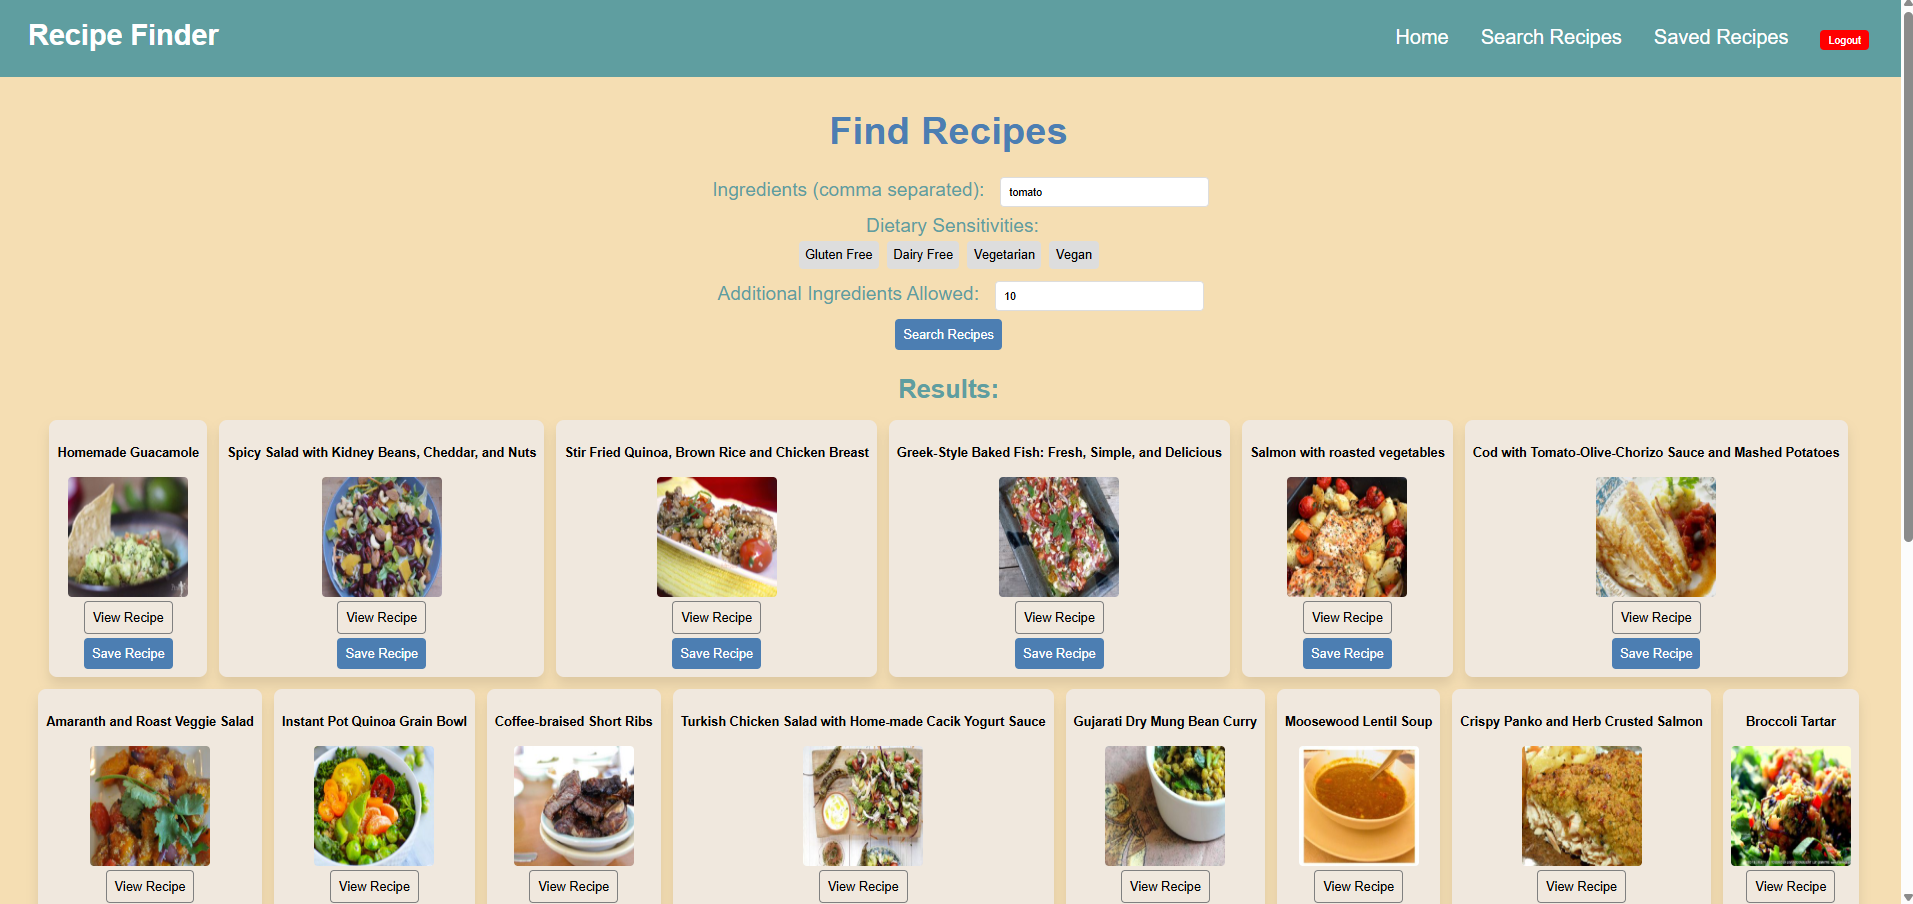 Recipe Finder
Home Search Recipes Saved Recipes Logout
Find Recipes
Ingredients (comma separated): tomato
Dietary Sensitivities:
Gluten Free Dairy Free Vegetarian Vegan
Additional Ingredients Allowed: 10
Search Recipes
Results:
Homemade Guacamole
View Recipe
Save Recipe
Spicy Salad with Kidney Beans, Cheddar, and Nuts
View Recipe
Save Recipe
Stir Fried Quinoa, Brown Rice and Chicken Breast
View Recipe
Save Recipe
Greek-Style Baked Fish: Fresh, Simple, and Delicious
View Recipe
Save Recipe
Salmon with roasted vegetables
View Recipe
Save Recipe
Cod with Tomato-Olive-Chorizo Sauce and Mashed Potatoes
View Recipe
Save Recipe
Amaranth and Roast Veggie Salad
View Recipe
Instant Pot Quinoa Grain Bowl
View Recipe
Coffee-braised Short Ribs
View Recipe
Turkish Chicken Salad with Home-made Cacik Yogurt Sauce
View Recipe
Gujarati Dry Mung Bean Curry
View Recipe
Moosewood Lentil Soup
View Recipe
Crispy Panko and Herb Crusted Salmon
View Recipe
Broccoli Tartar
View Recipe